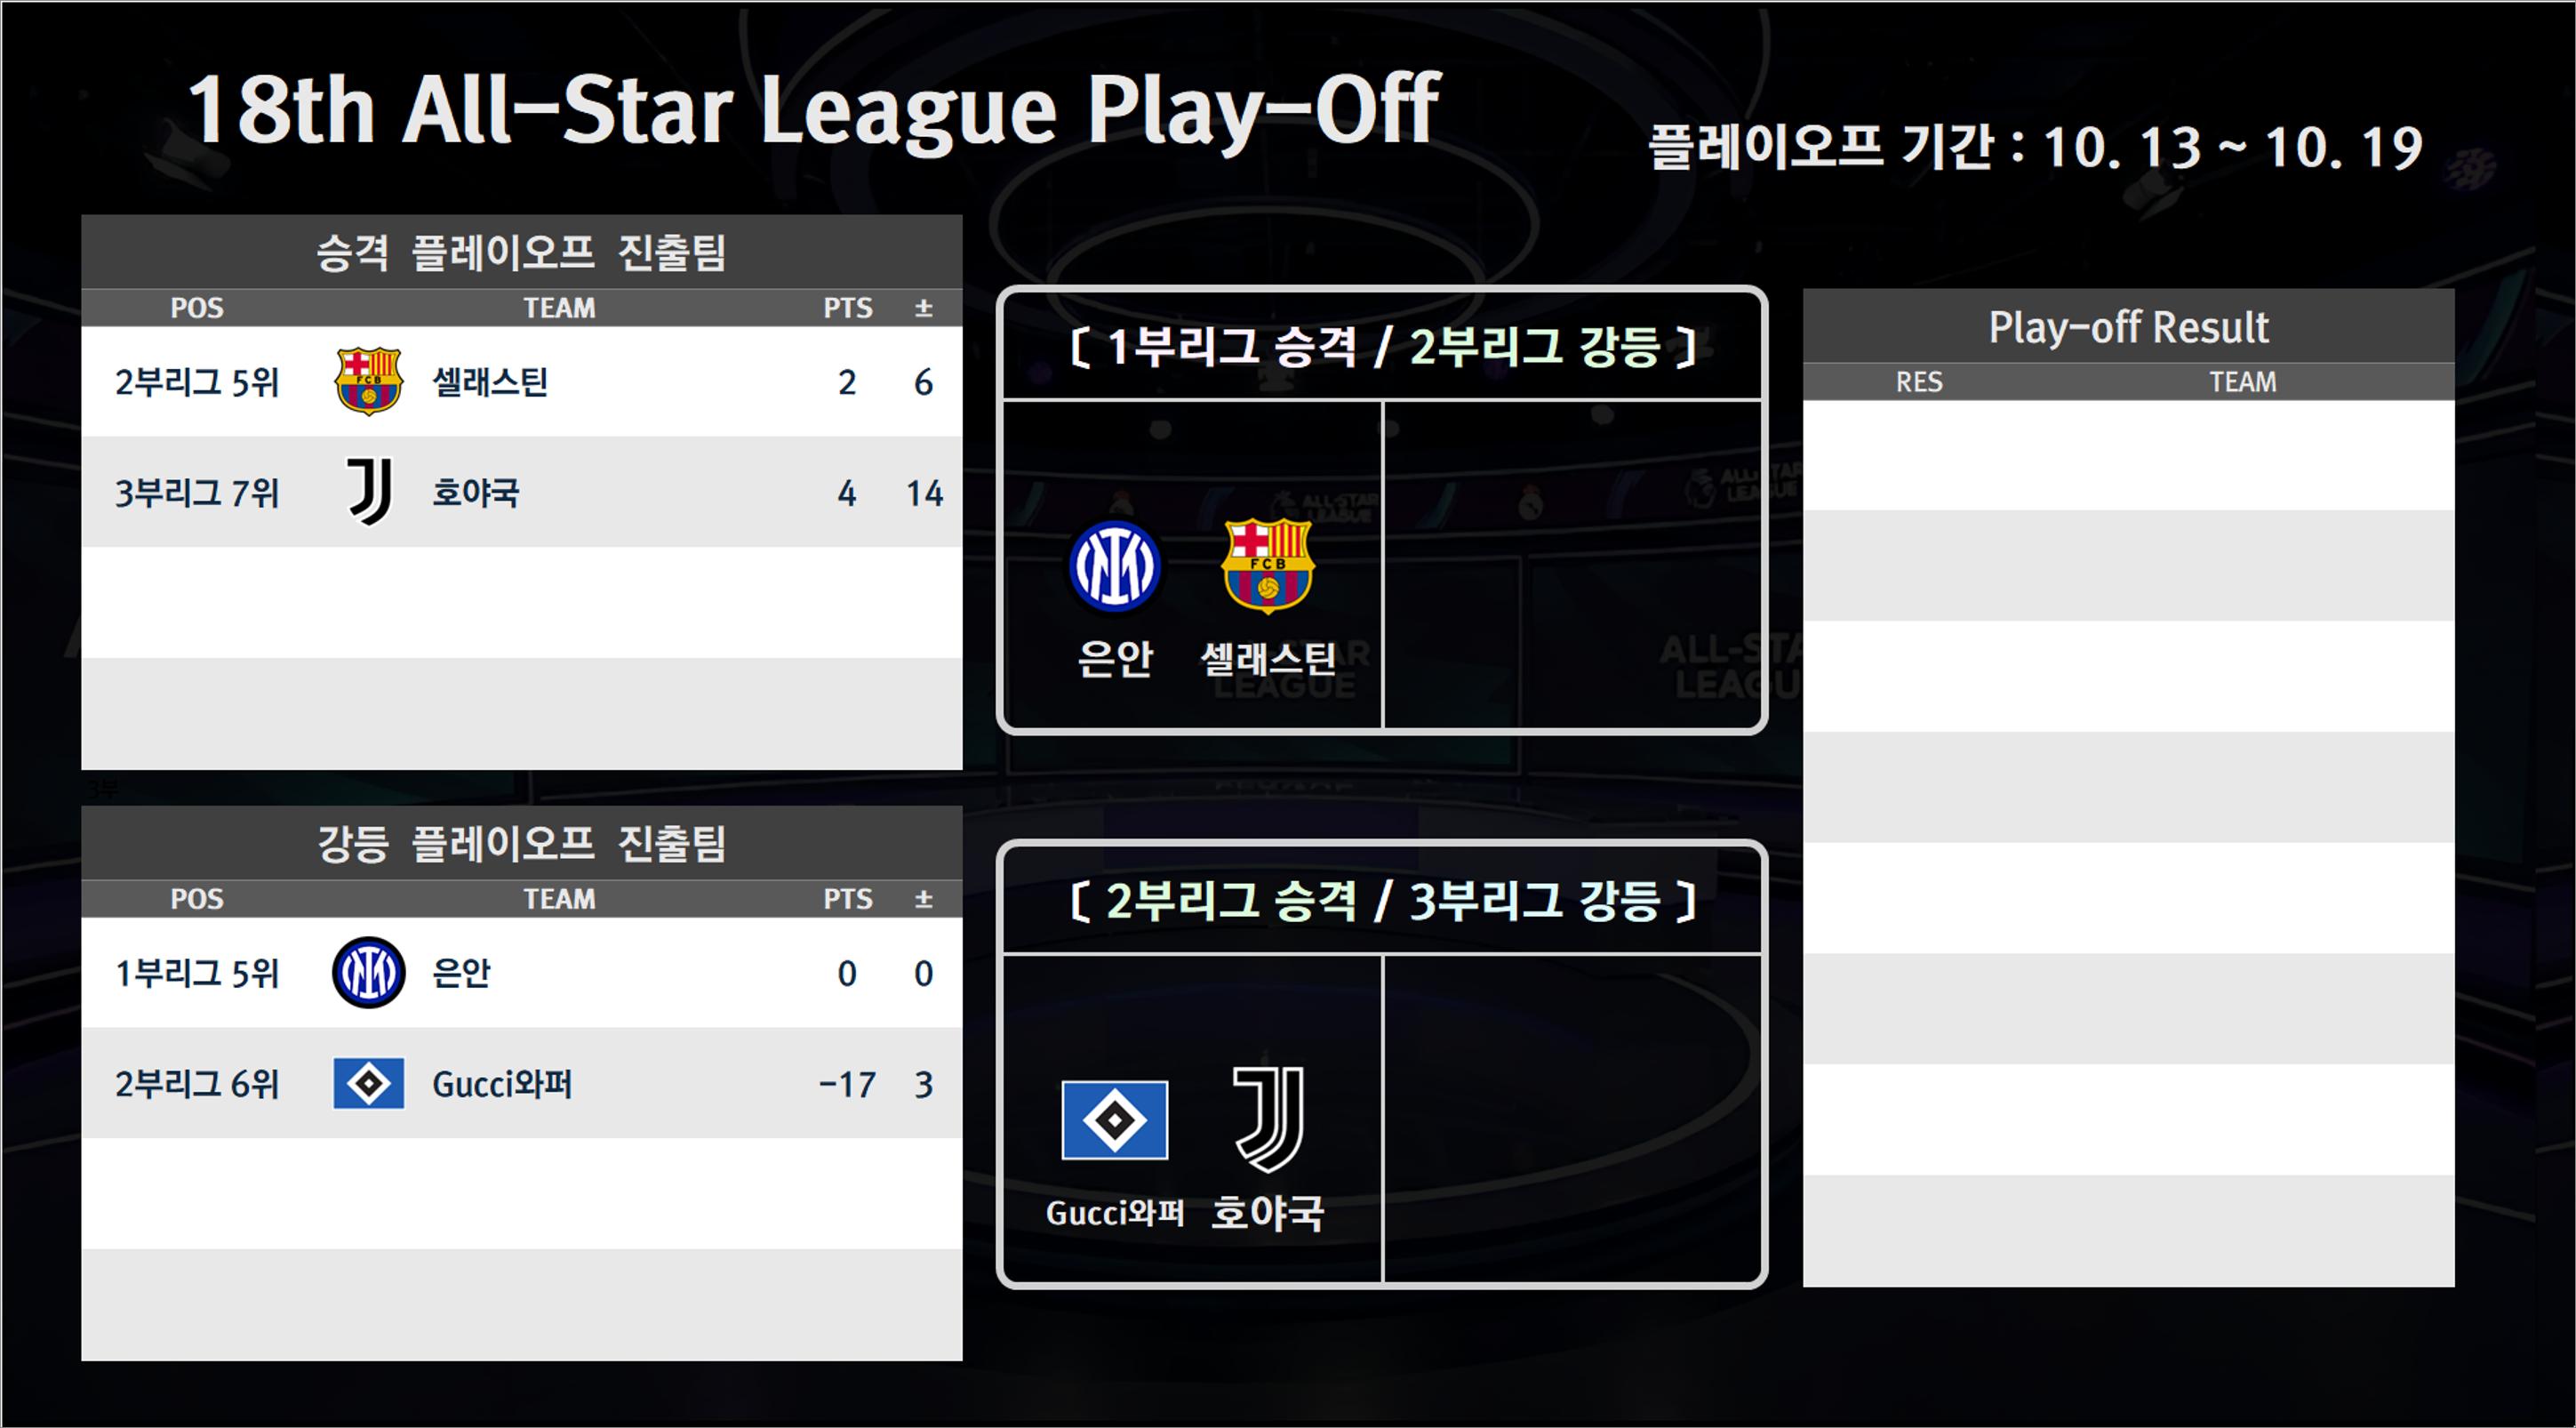 18th All-Star League Play-Off
플레이오프 기간 : 10. 13 ~ 10. 19
승격 플레이오프 진출팀
POS TEAM PTS ±
2부리그 5위 FCB 셀래스틴 2 6
3부리그 7위 호야국 4 14
3부
강등 플레이오프 진출팀
POS TEAM PTS ±
1부리그 5위 은안 0 0
2부리그 6위 Gucci와퍼 -17 3
[ 1부리그 승격 / 2부리그 강등 ]
FCB
은안 셀래스틴
ALL-STAR
LEAGUE
[ 2부리그 승격 / 3부리그 강등 ]
Gucci와퍼 호야국
Play-off Result
RES TEAM